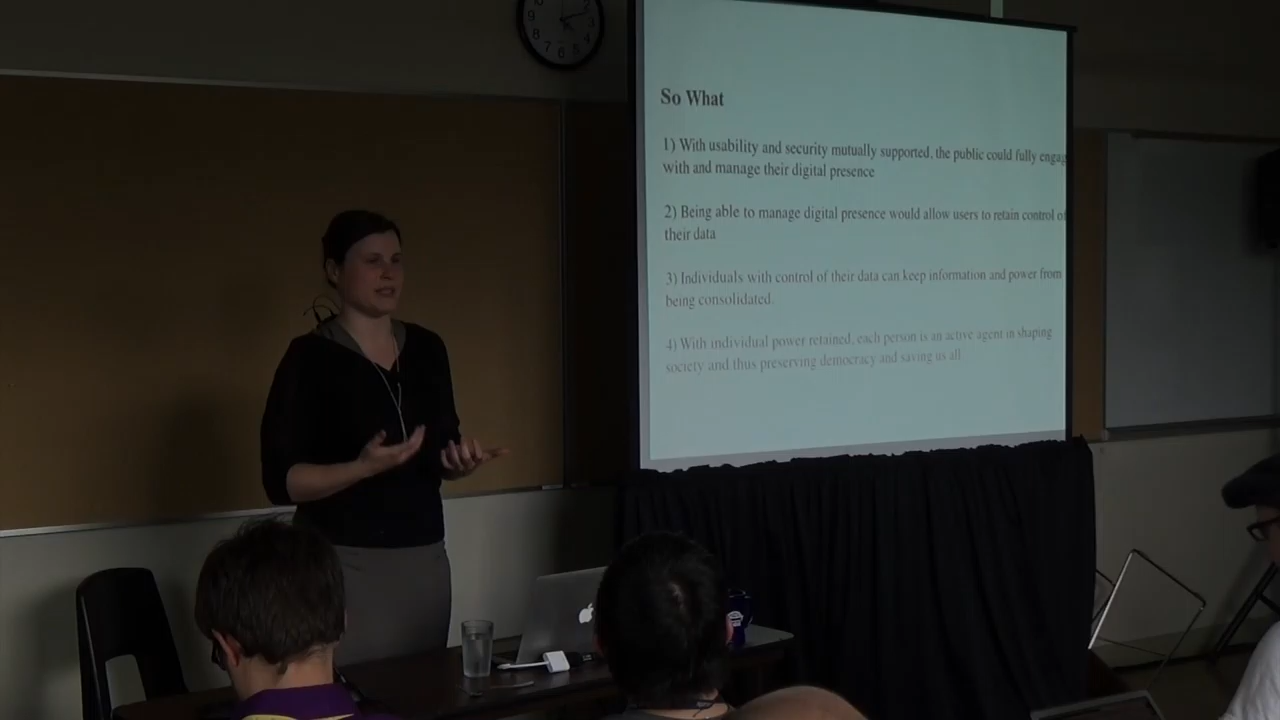 So What
1) With usability and security mutually supported, the public could fully engag
with and manage their digital presence
2) Being able to manage digital presence would allow users to retain control of
their data
3) Individuals with control of their data can keep information and power from
being consolidated.
4) With individual power retained, each person is an active agent in shaping
society and thus preserving democracy and saving us all